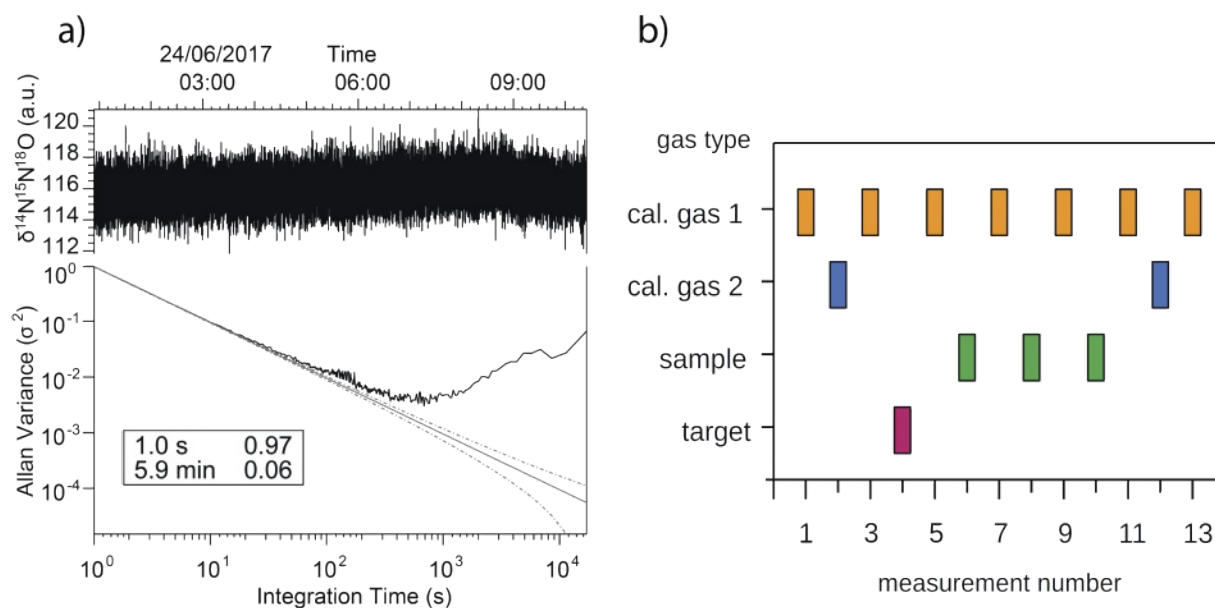 a)
24/06/2017 Time
03:00 06:00 09:00
δ¹⁴N¹⁵N¹⁸O (a.u.)
120
118
116
114
112
Allan Variance (σ⁻²)
10⁰
10⁻¹
10⁻²
10⁻³
10⁻⁴
1.0 s 0.97
5.9 min 0.06
10⁰ 10¹ 10² 10³ 10⁴
Integration Time (s)
b)
gas type
cal. gas 1
cal. gas 2
sample
target
1 3 5 7 9 11 13
measurement number